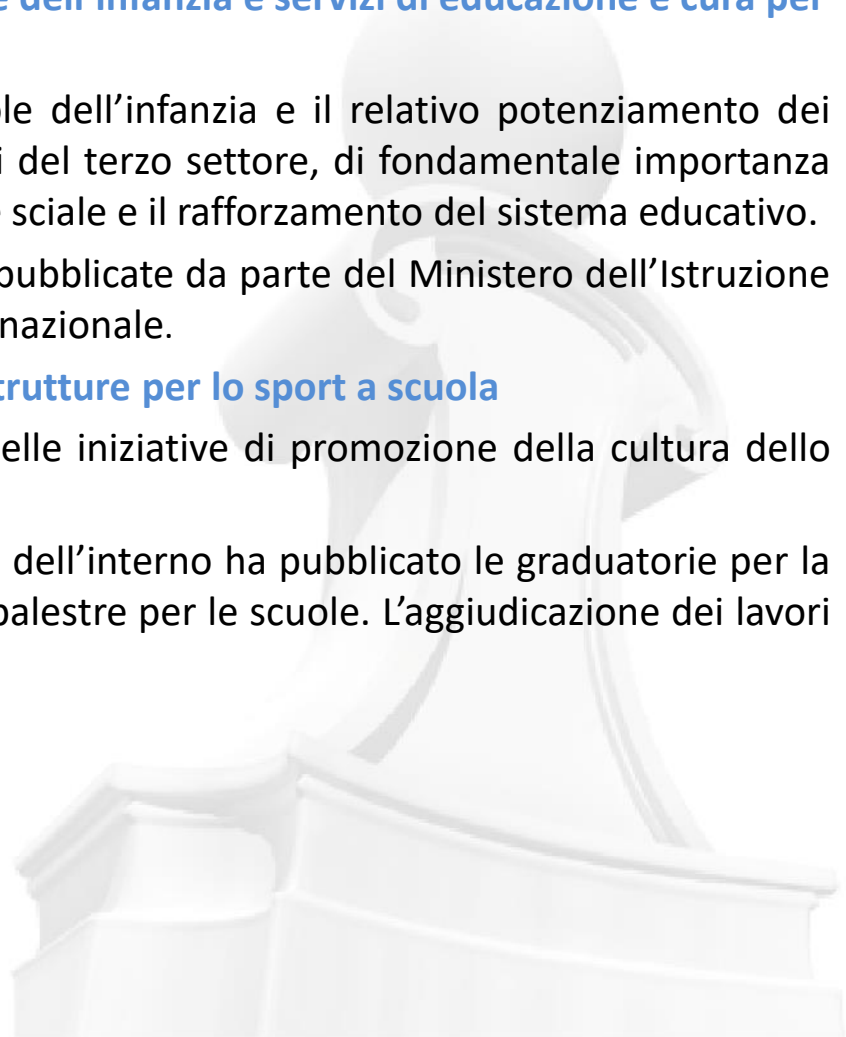 dell'infanzia e servizi di educazione e cura per
dell’infanzia e il relativo potenziamento dei
del terzo settore, di fondamentale importanza
sciale e il rafforzamento del sistema educativo.
pubblicate da parte del Ministero dell’Istruzione
nazionale.
trutture per lo sport a scuola
elle iniziative di promozione della cultura dello
dell’interno ha pubblicato le graduatorie per la
palestre per le scuole. L’aggiudicazione dei lavori